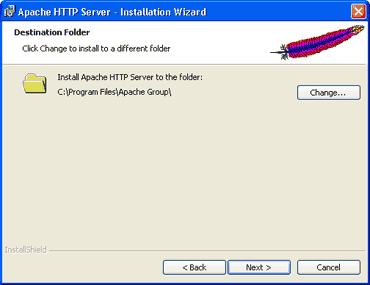 Apache HTTP Server - Installation Wizard
Destination Folder
Click Change to install to a different folder
Install Apache HTTP Server to the folder:
C:\Program Files\Apache Group\
Change...
InstallShield
< Back
Next >
Cancel